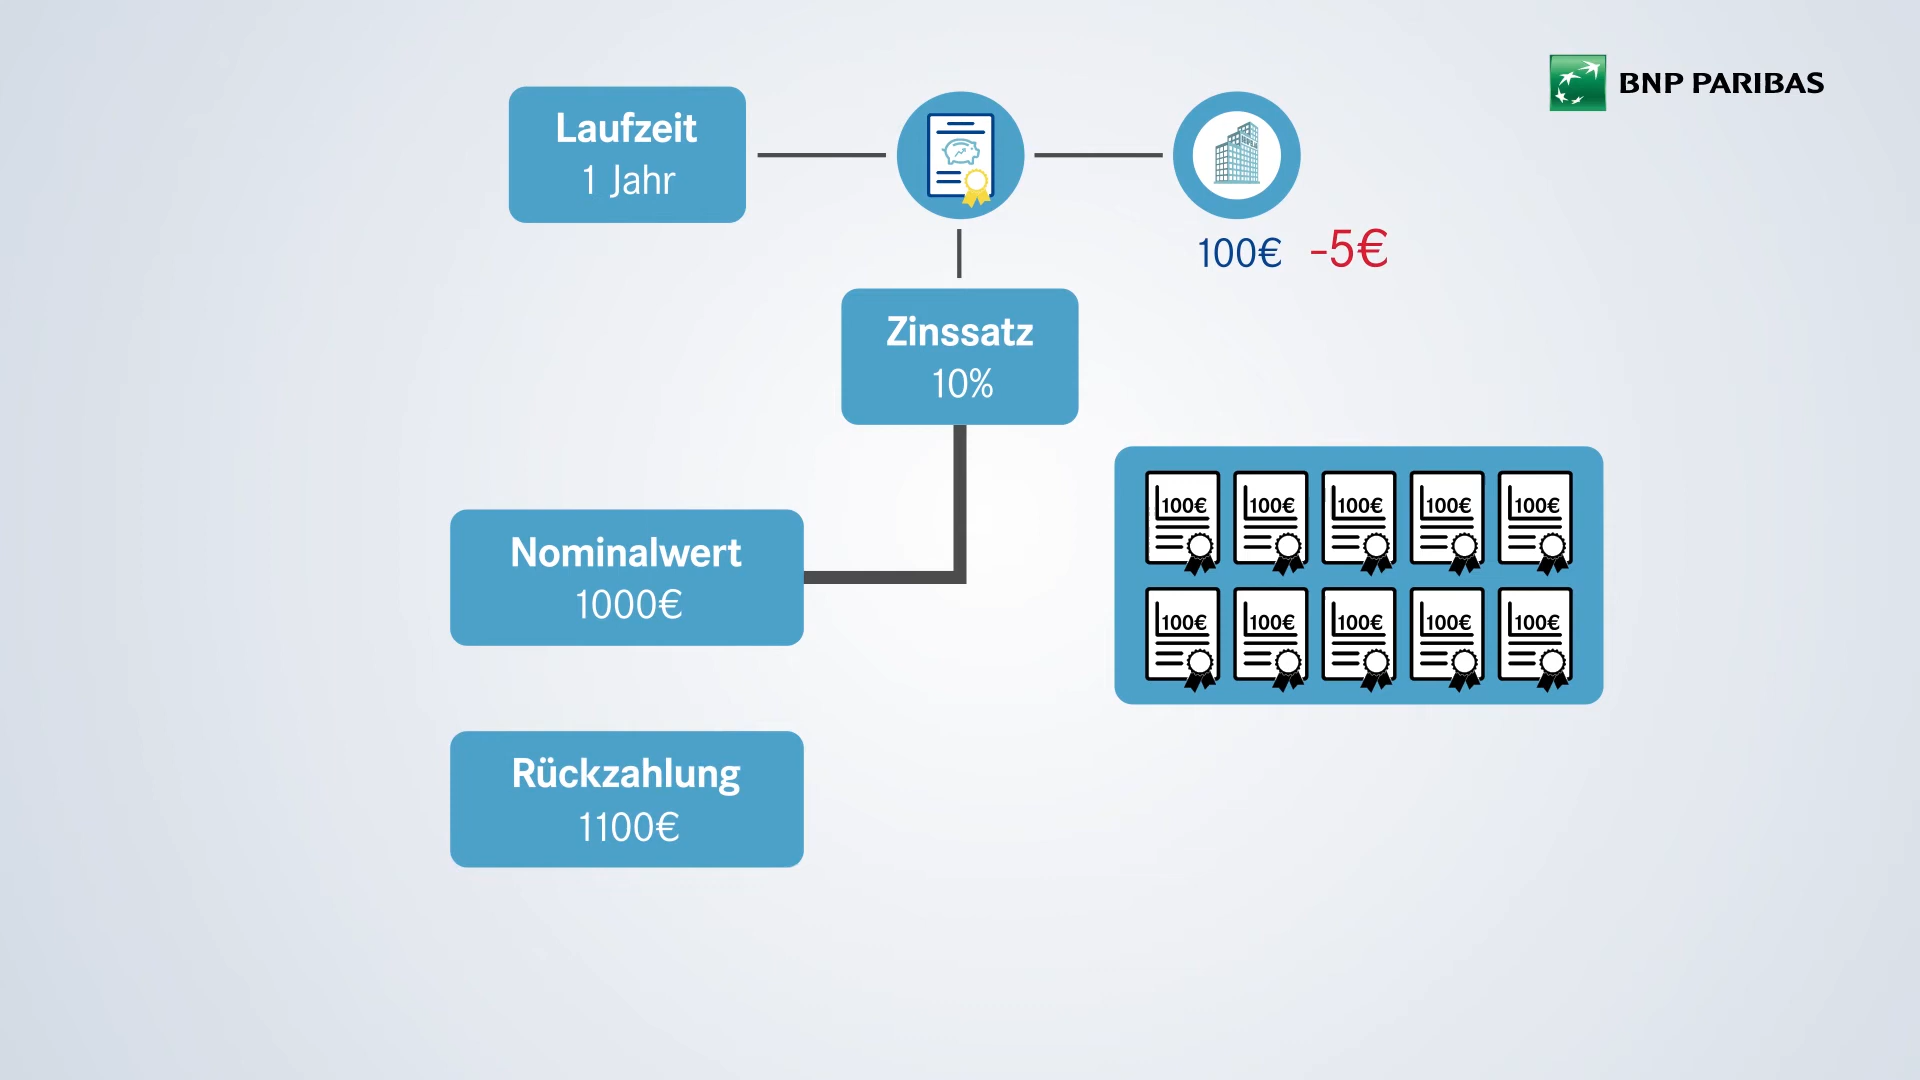 BNP PARIBAS
Laufzeit
1 Jahr
100€ -5€
Zinssatz
10%
Nominalwert
1000€
100€ 100€ 100€ 100€ 100€
100€ 100€ 100€ 100€ 100€
Rückzahlung
1100€